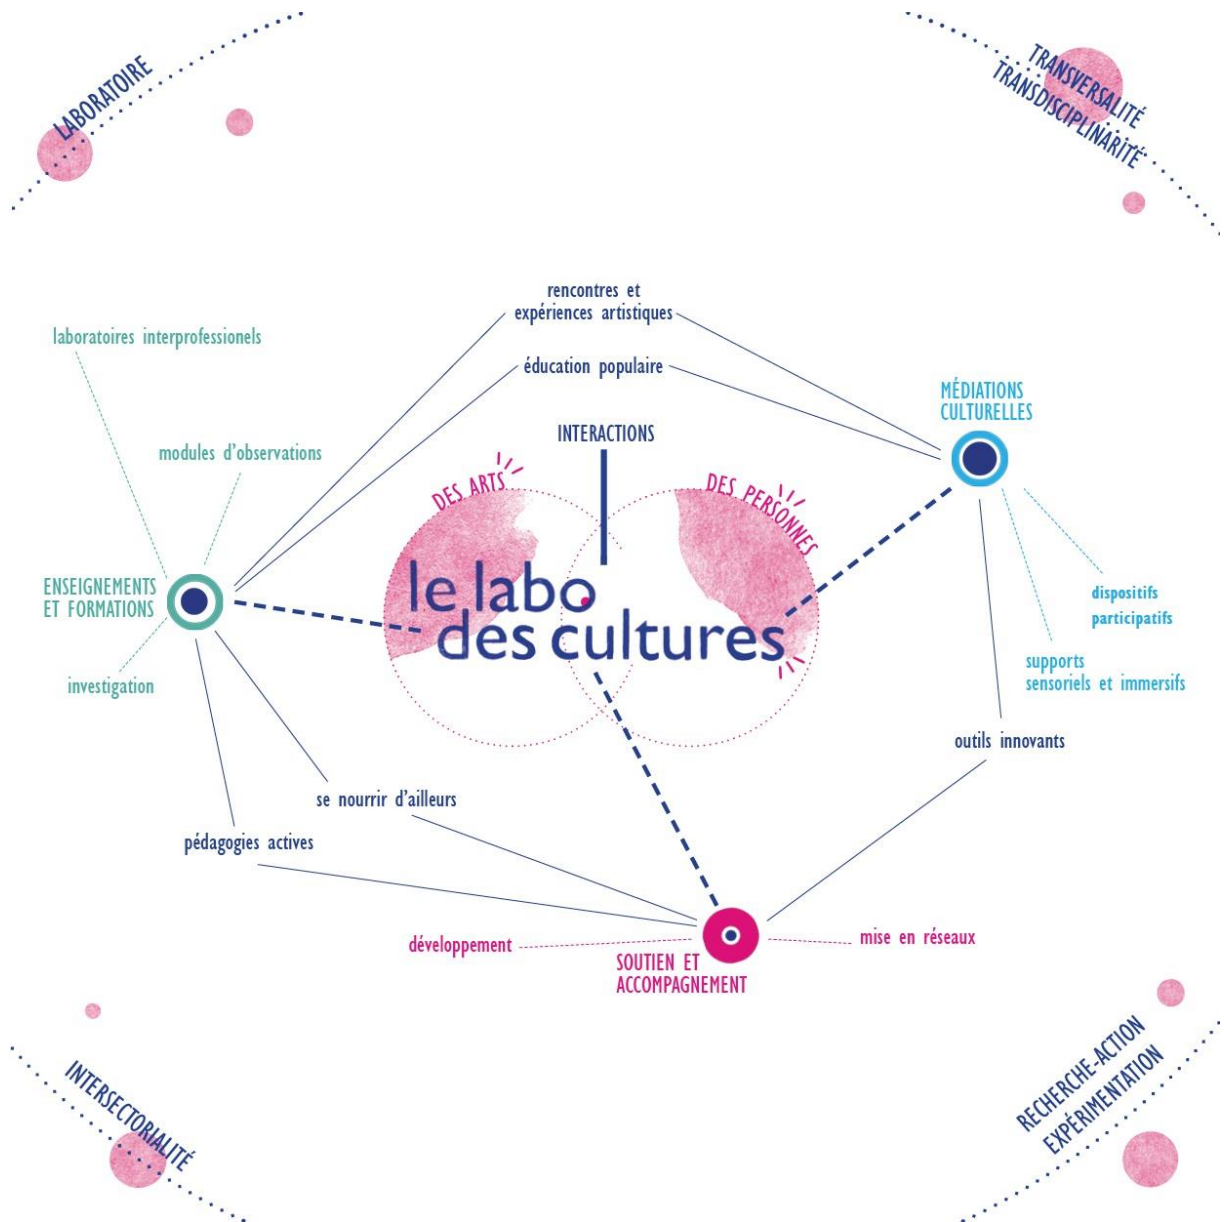 LABORATOIRE
TRANSVERSALITÉ
TRANSDISCIPLINARITÉ
rencontres et
expériences artistiques
laboratoires interprofessionels
éducation populaire
MÉDIATIONS
CULTURELLES
INTERACTIONS
modules d'observations
DES ARTS
DES PERSONNES
ENSEIGNEMENTS
ET FORMATIONS
le labo
des cultures
dispositifs
participatifs
supports
sensoriels et immersifs
investigation
outils innovants
se nourrir d'ailleurs
pédagogies actives
développement
mise en réseaux
SOUTIEN ET
ACCOMPAGNEMENT
INTERSECTORIALITÉ
RECHERCHE-ACTION
EXPÉRIMENTATION